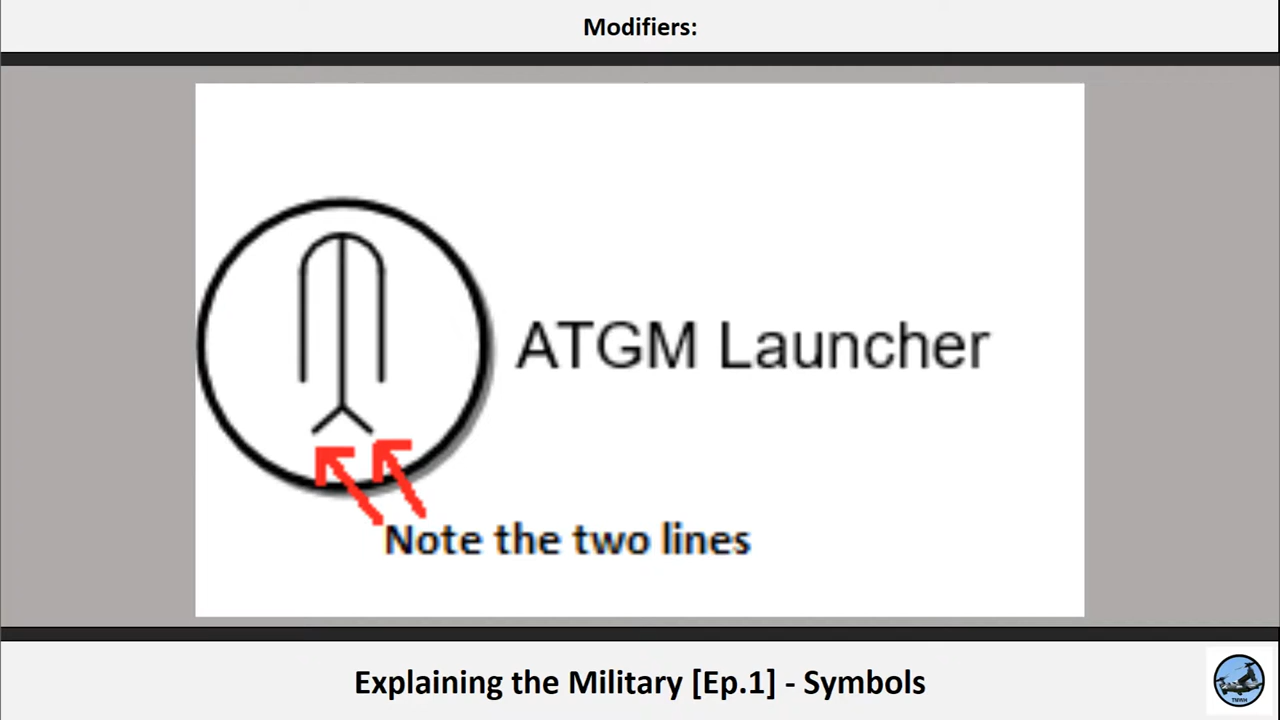 Modifiers:
ATGM Launcher
Note the two lines
Explaining the Military [Ep.1] - Symbols